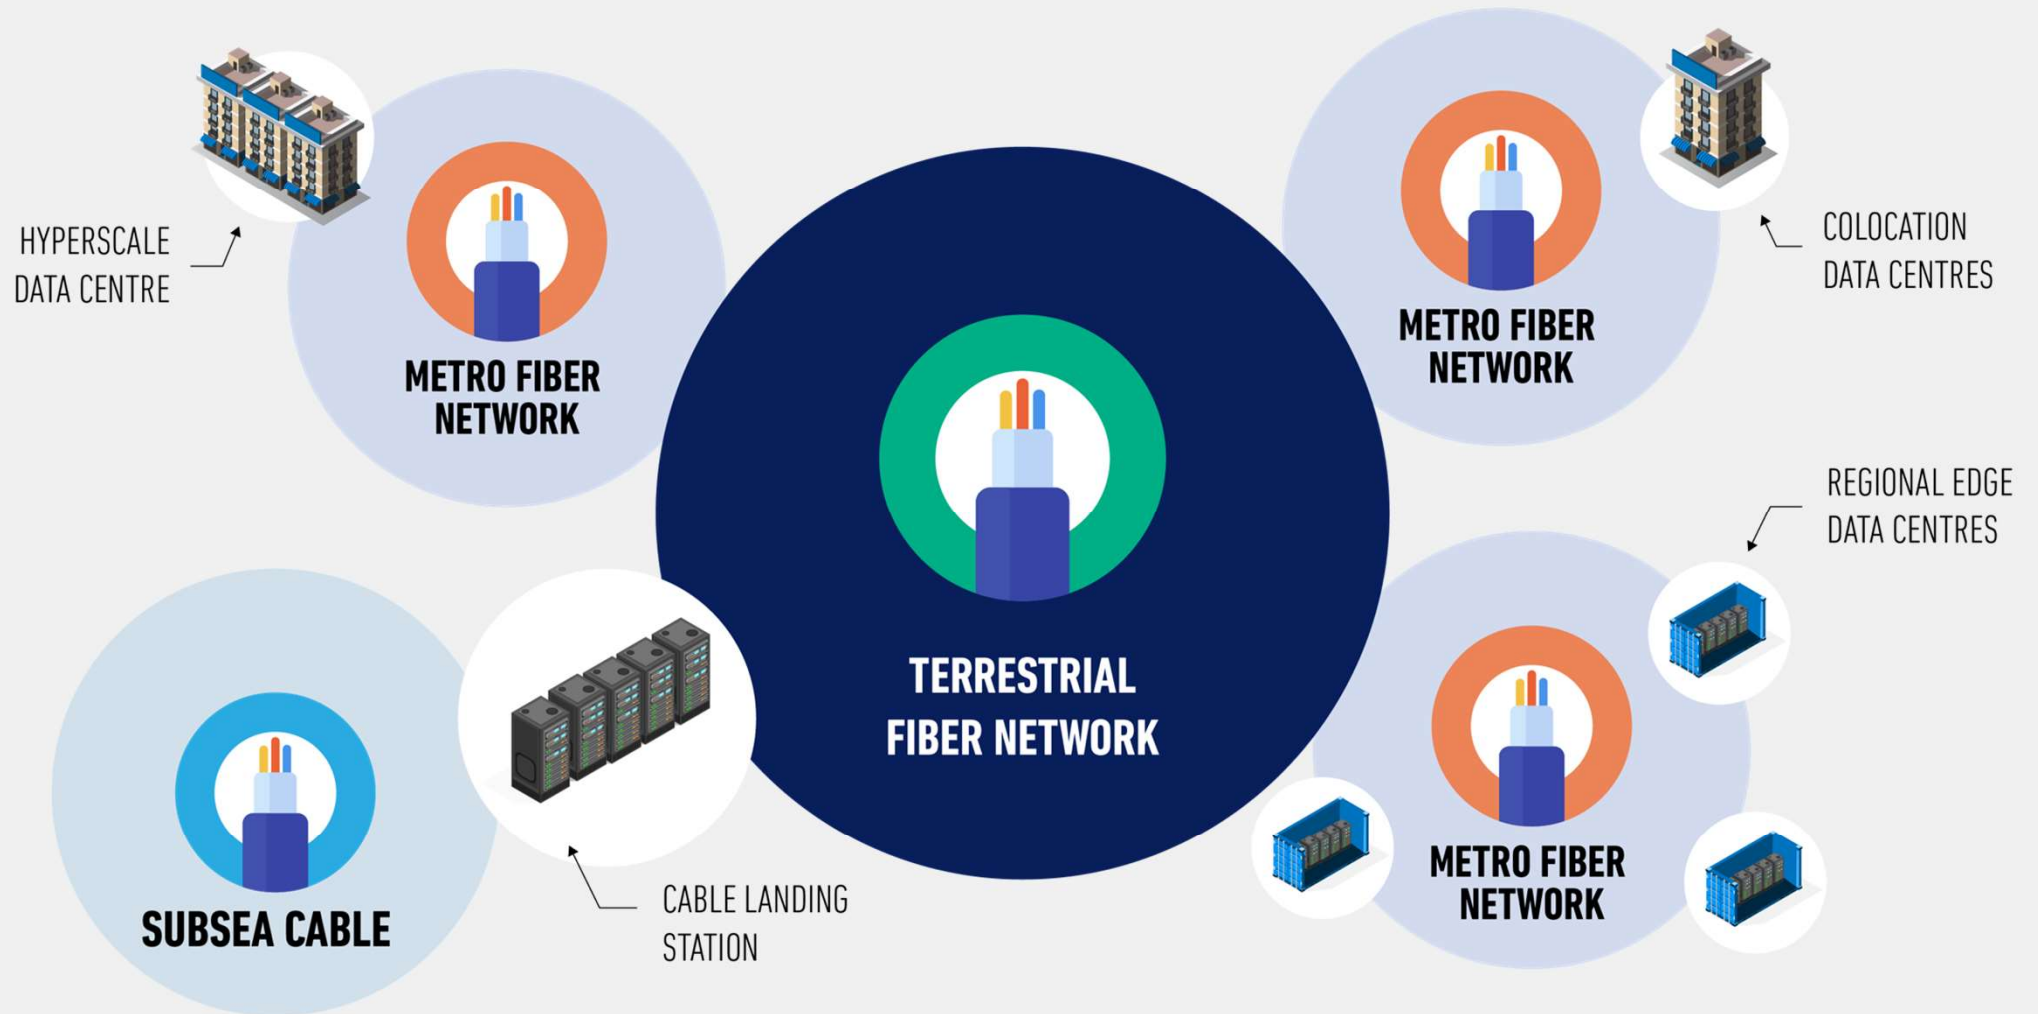 HYPERSCALE
DATA CENTRE
METRO FIBER
NETWORK
METRO FIBER
NETWORK
COLOCATION
DATA CENTRES
TERRESTRIAL
FIBER NETWORK
REGIONAL EDGE
DATA CENTRES
SUBSEA CABLE
CABLE LANDING
STATION
METRO FIBER
NETWORK